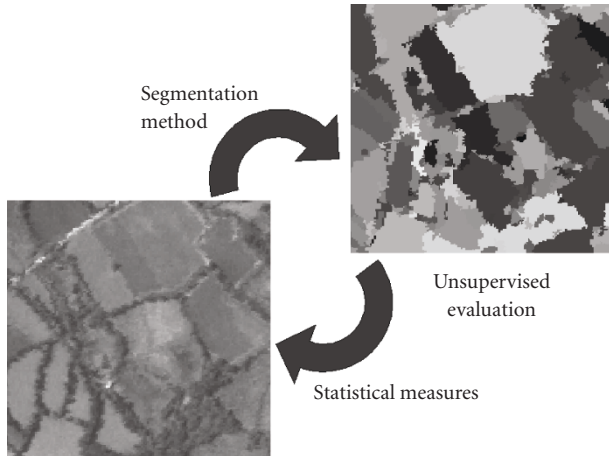 Segmentation
method
Unsupervised
evaluation
Statistical measures